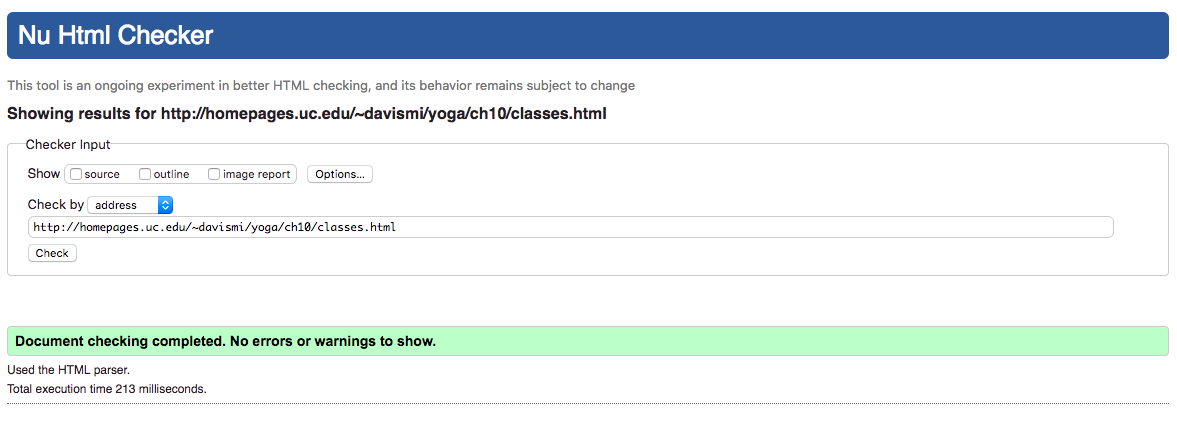 Nu Html Checker
This tool is an ongoing experiment in better HTML checking, and its behavior remains subject to change
Showing results for http://homepages.uc.edu/~davismi/yoga/ch10/classes.html
Checker Input
Show source outline image report Options...
Check by address
http://homepages.uc.edu/~davismi/yoga/ch10/classes.html
Check
Document checking completed. No errors or warnings to show.
Used the HTML parser.
Total execution time 213 milliseconds.